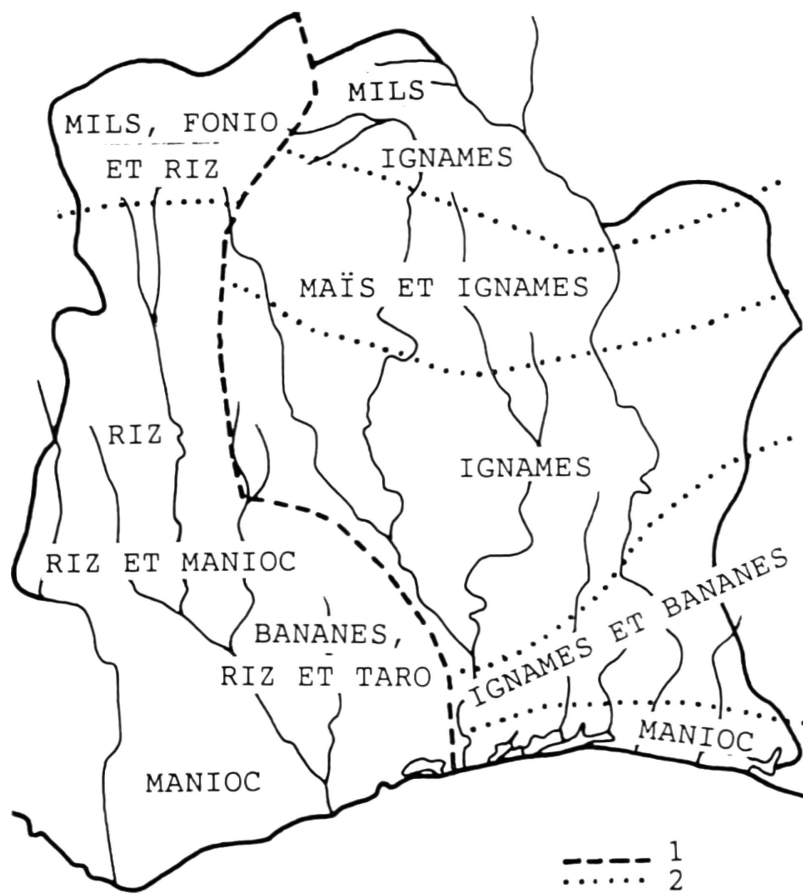 MILS
MILS, FONIO
ET RIZ
IGNAMES
MAÏS ET IGNAMES
RIZ
IGNAMES
RIZ ET MANIOC
BANANES,
RIZ ET TARO
IGNAMES ET BANANES
MANIOC
MANIOC
1
2